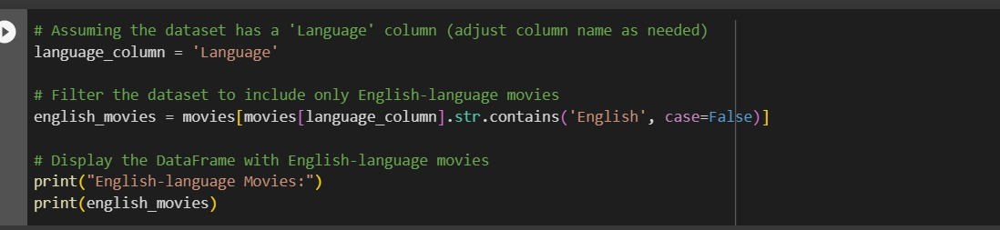 # Assuming the dataset has a 'Language' column (adjust column name as needed)
language_column = 'Language'
# Filter the dataset to include only English-language movies
english_movies = movies[movies[language_column].str.contains('English', case=False)]
# Display the DataFrame with English-language movies
print("English-language Movies:")
print(english_movies)